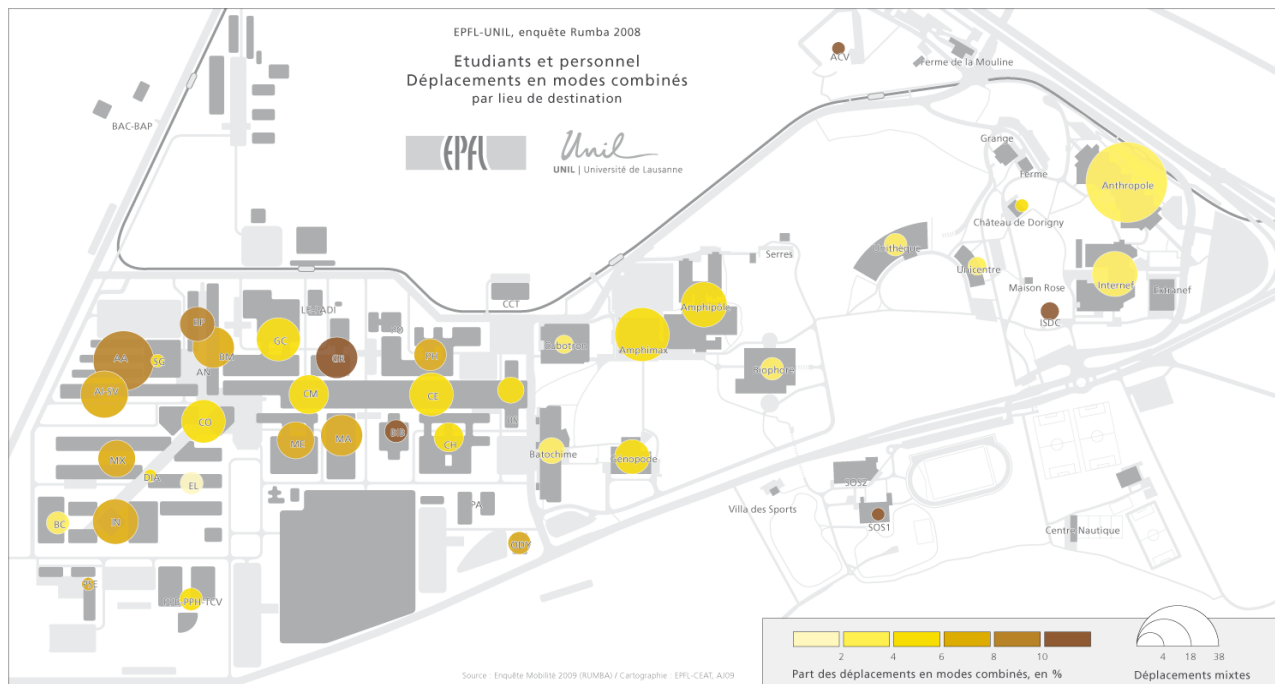 EPFL-UNIL, enquête Rumba 2008
Etudiants et personnel
Déplacements en modes combinés
par lieu de destination
EPFL
Unil
UNIL | Université de Lausanne
ACV
Ferme de la Mouline
BAC-BAP
Grange
Ferme
Anthropole
Château de Dorigny
Unithèque
Unicentre
Serres
Internef
Maison Rose
Extranef
ISDC
CCT
Amphipôle
Amphimax
Cubotron
Biophore
BP
BM
AN
GC
GR
PO
PH
AA
SG
AI-SV
CM
CE
CO
ME
MA
BIB
CH
BS
Batochime
Génopode
MX
DIA
EL
BC
IN
PA
ODY
SOS2
Villa des Sports
SOS1
Centre Nautique
PPH-TCV
2 4 6 8 10
Part des déplacements en modes combinés, en %
4 18 38
Déplacements mixtes
Source : Enquête Mobilité 2009 (RUMBA) / Cartographie : EPFL-CEAT, AJ09